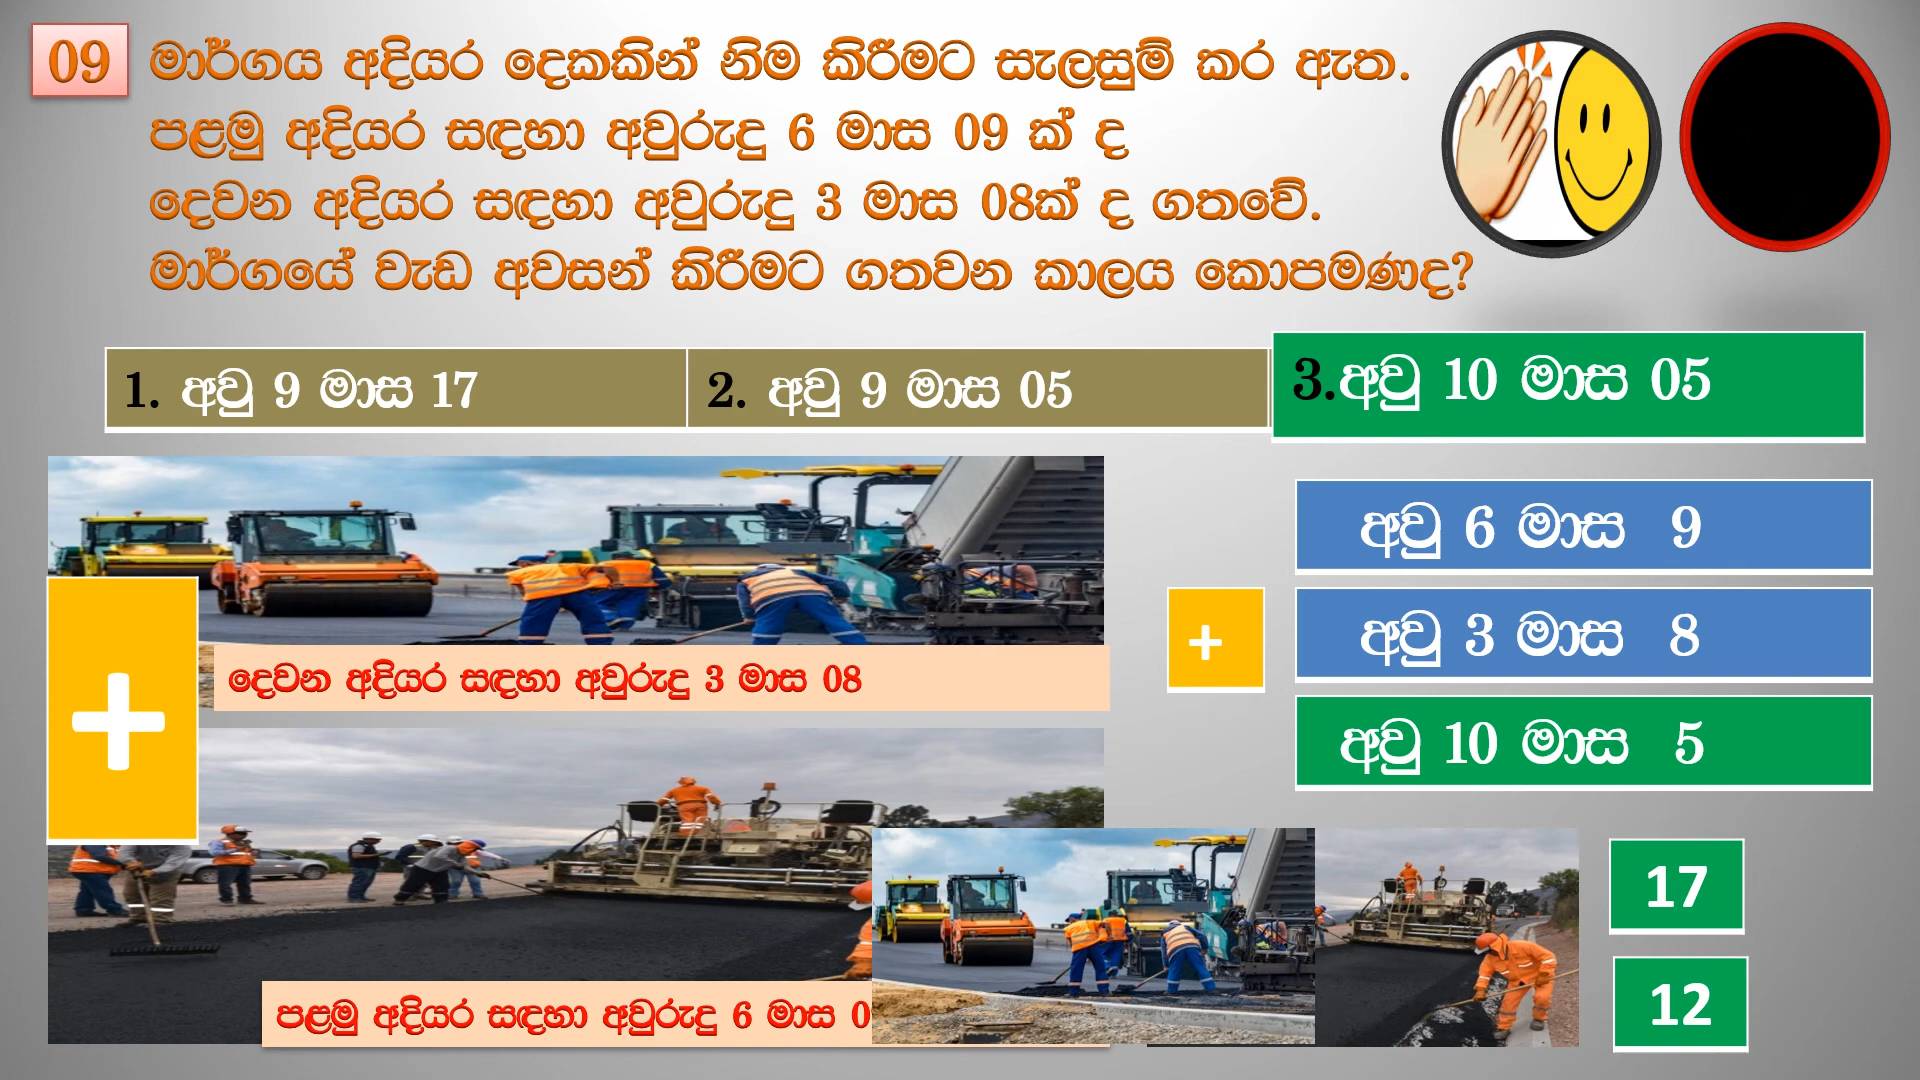 09 මාර්ගය අදියර දෙකකින් නිම කිරීමට සැලසුම් කර ඇත.
පළමු අදියර සඳහා අවුරුදු 6 මාස 09 ක් ද
දෙවන අදියර සඳහා අවුරුදු 3 මාස 08ක් ද ගතවේ.
මාර්ගයේ වැඩ අවසන් කිරීමට ගතවන කාලය කොපමණද?
1. අවු 9 මාස 17
2. අවු 9 මාස 05
3.අවු 10 මාස 05
අවු 6 මාස 9
+ අවු 3 මාස 8
අවු 10 මාස 5
දෙවන අදියර සඳහා අවුරුදු 3 මාස 08
+
පළමු අදියර සඳහා අවුරුදු 6 මාස 0
17
12